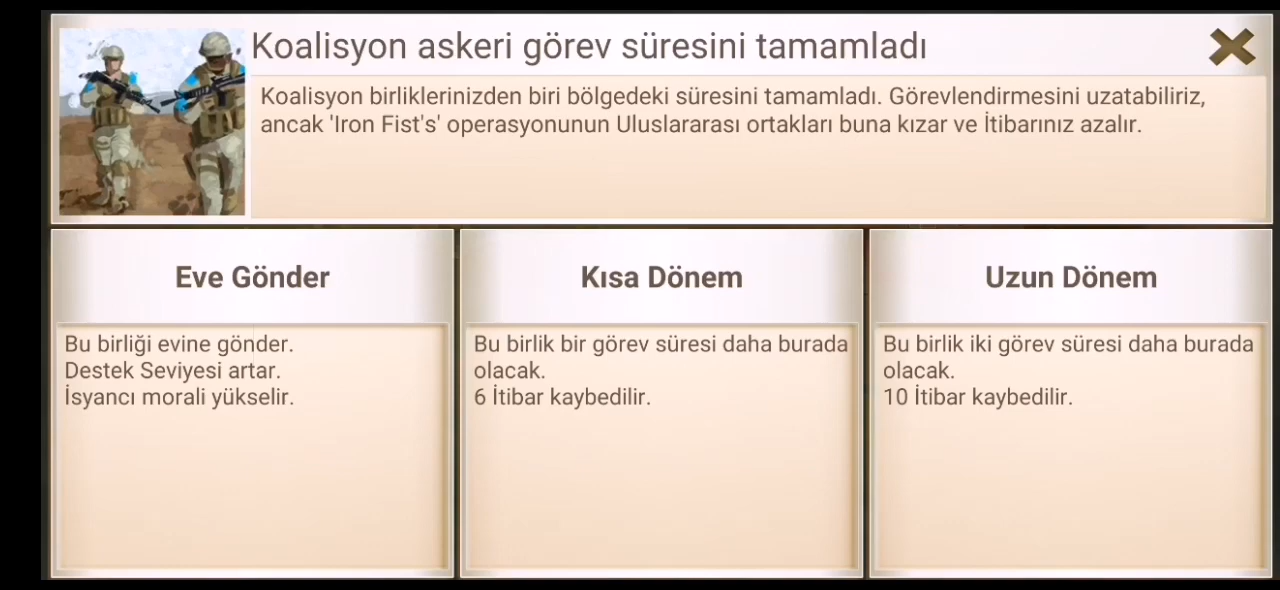 Koalisyon askeri görev süresini tamamladı
Koalisyon birliklerinizden biri bölgedeki süresini tamamladı. Görevlendirmesini uzatabiliriz,
ancak 'Iron Fist's' operasyonunun Uluslararası ortakları buna kızar ve İtibarınız azalır.
Eve Gönder
Bu birliği evine gönder.
Destek Seviyesi artar.
İsyancı morali yükselir.
Kısa Dönem
Bu birlik bir görev süresi daha burada
olacak.
6 İtibar kaybedilir.
Uzun Dönem
Bu birlik iki görev süresi daha burada
olacak.
10 İtibar kaybedilir.